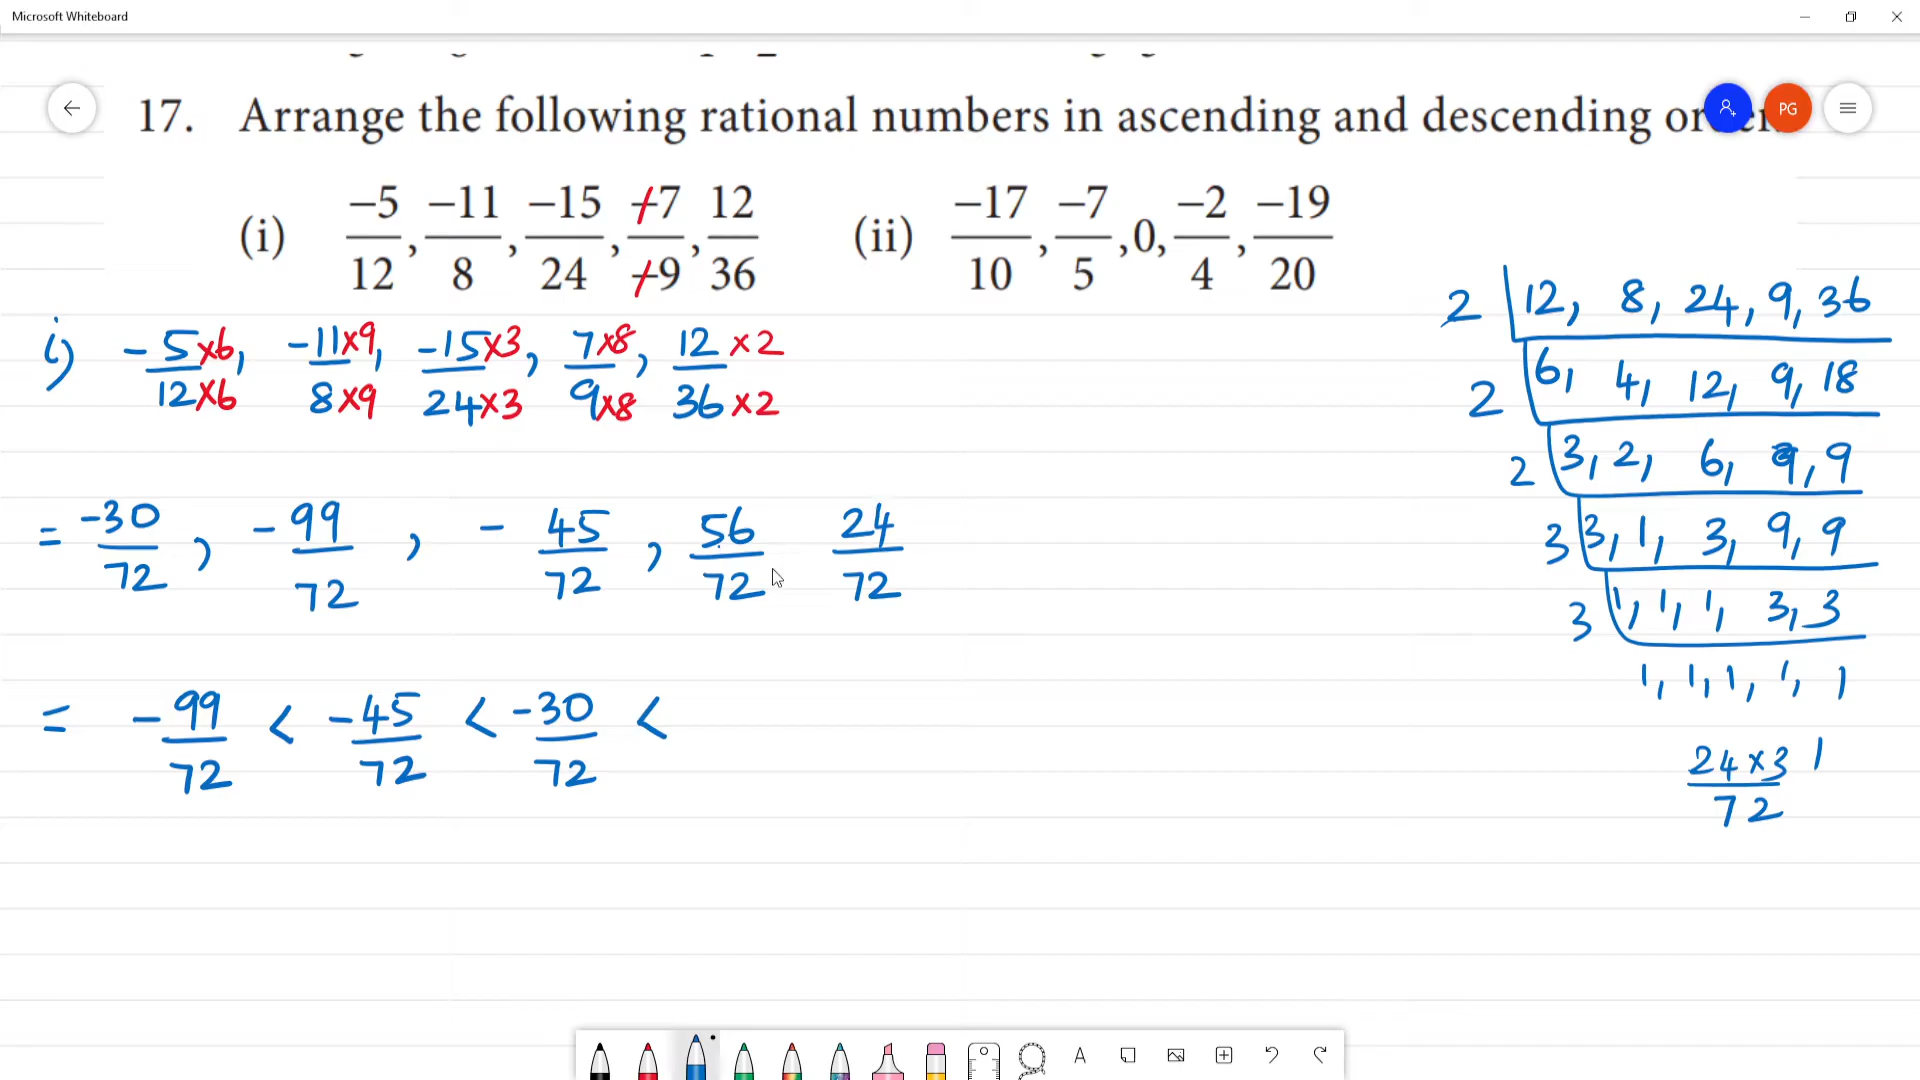 Microsoft Whiteboard
17. Arrange the following rational numbers in ascending and descending order.
(i) −5/12, −11/8, −15/24, −7/−9, 12/36 (ii) −17/10, −7/5, 0, −2/4, −19/20
PG
i) -5×6/12×6, -11×9/8×9, -15×3/24×3, 7×8/9×8, 12×2/36×2
= -30/72, -99/72, -45/72, 56/72 24/72
= -99/72 < -45/72 < -30/72 <
2 | 12, 8, 24, 9, 36
2 | 6, 4, 12, 9, 18
2 | 3, 2, 6, 9, 9
3 | 3, 1, 3, 9, 9
3 | 1, 1, 1, 3, 3
1, 1, 1, 1, 1
24×3 1
72
A